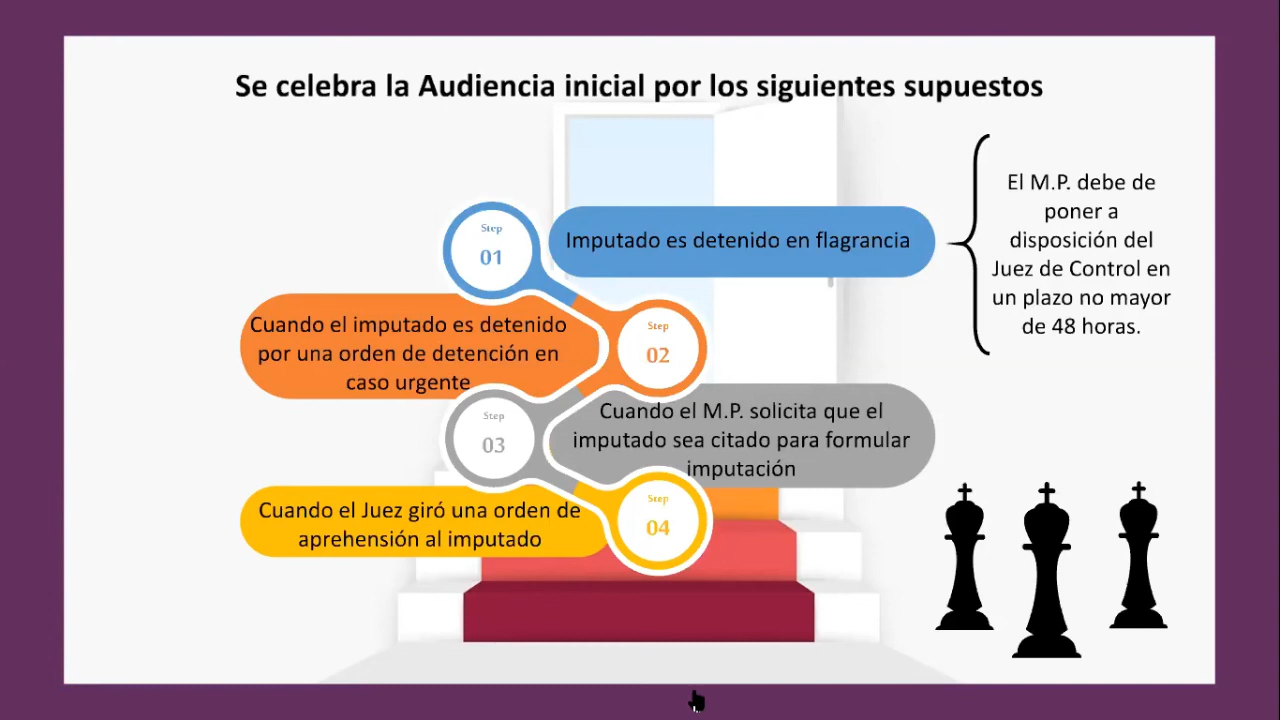 Se celebra la Audiencia inicial por los siguientes supuestos
Step
01
Imputado es detenido en flagrancia
El M.P. debe de
poner a
disposición del
Juez de Control en
un plazo no mayor
de 48 horas.
Cuando el imputado es detenido
por una orden de detención en
caso urgente
Step
02
Step
03
Cuando el M.P. solicita que el
imputado sea citado para formular
imputación
Cuando el Juez giró una orden de
aprehensión al imputado
Step
04